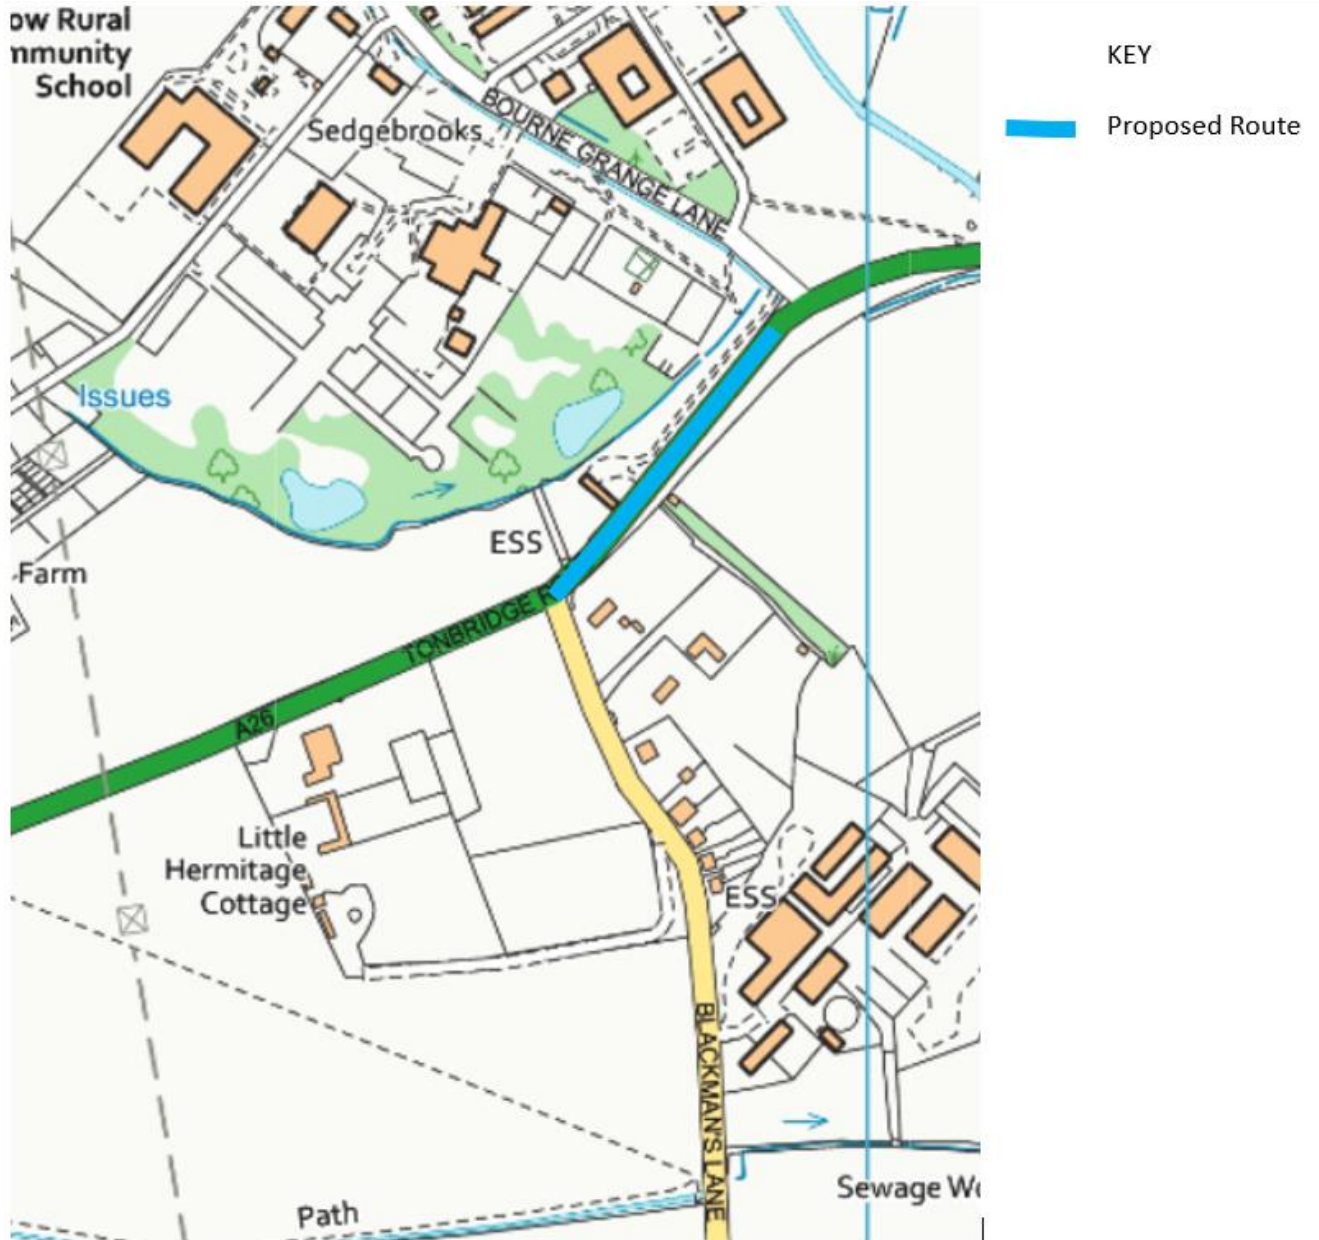 ow Rural
mmunity
School
KEY
Proposed Route
BOURNE GRANGE LANE
Sedgebrooks
Issues
ESS
Farm
TONBRIDGE R
A26
Little
Hermitage
Cottage
ESS
BLACKMAN'S LANE
Sewage Wo
Path